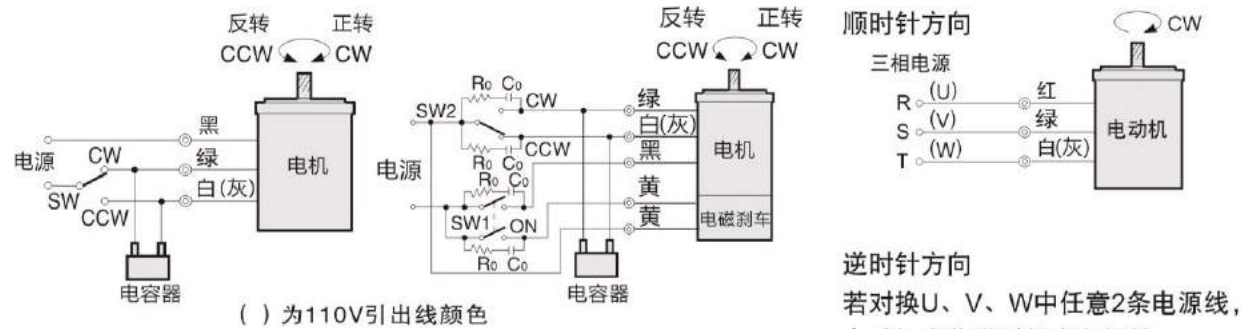 反转 正转
CCW CW
黑
电源
CW
绿
电机
白(灰)
SW
CCW
电容器
反转 正转
CCW CW
R₀ C₀
CW
绿
SW2
白(灰)
CCW
R₀ C₀
黑
电机
电源
R₀ C₀
黄
SW1 ON
黄
电磁刹车
R₀ C₀
电容器
( )为110V引出线颜色
顺时针方向
CW
三相电源
R (U) 红
S (V) 绿
电动机
T (W) 白(灰)
逆时针方向
若对换U、V、W中任意2条电源线，